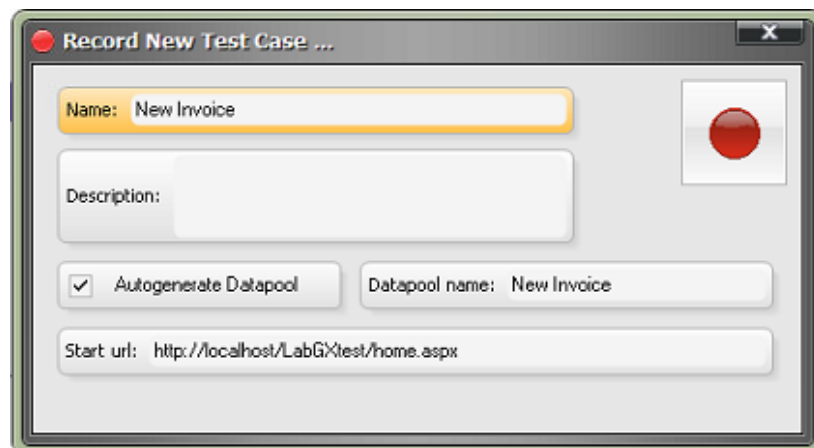 Record New Test Case ...
x
Name: New Invoice
Description:
Autogenerate Datapool
Datapool name: New Invoice
Start url: http://localhost/LabGXtest/home.aspx